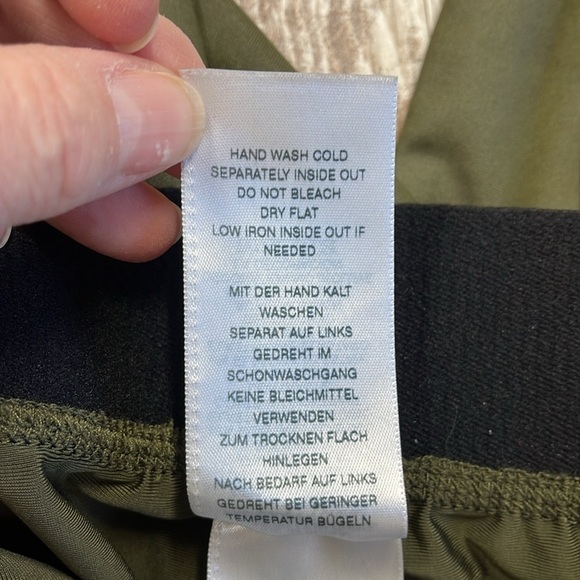 HAND WASH COLD
SEPARATELY INSIDE OUT
DO NOT BLEACH
DRY FLAT
LOW IRON INSIDE OUT IF
NEEDED
MIT DER HAND KALT
WASCHEN
SEPARAT AUF LINKS
GEDREHT IM
SCHONWASCHGANG
KEINE BLEICHMITTEL
VERWENDEN
ZUM TROCKNEN FLACH
HINLEGEN
NACH BEDARF AUF LINKS
GEDREHT BEI GERINGER
TEMPERATUR BÜGELN